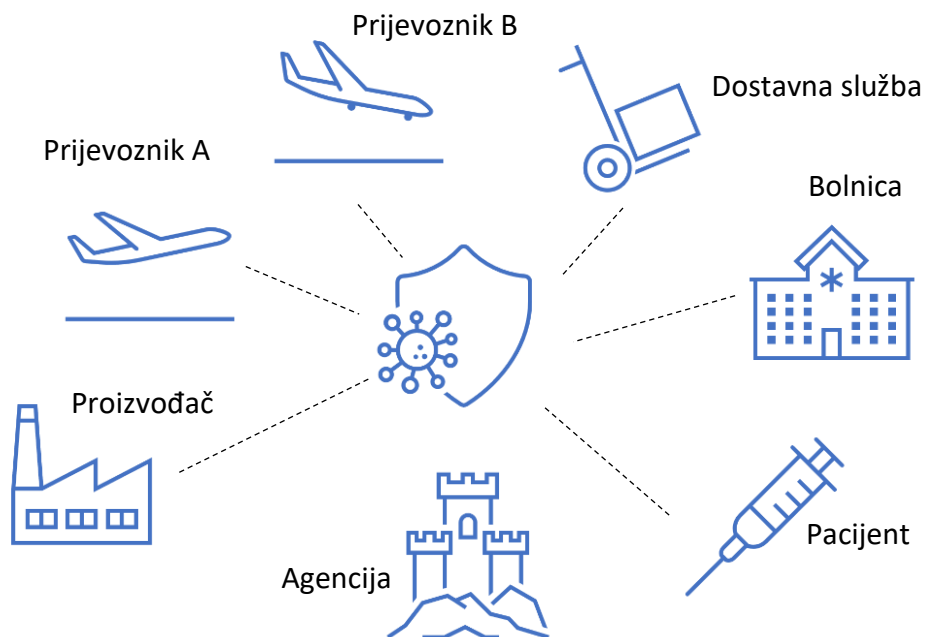 Prijevoznik B
Dostavna služba
Prijevoznik A
Bolnica
Proizvođač
Pacijent
Agencija